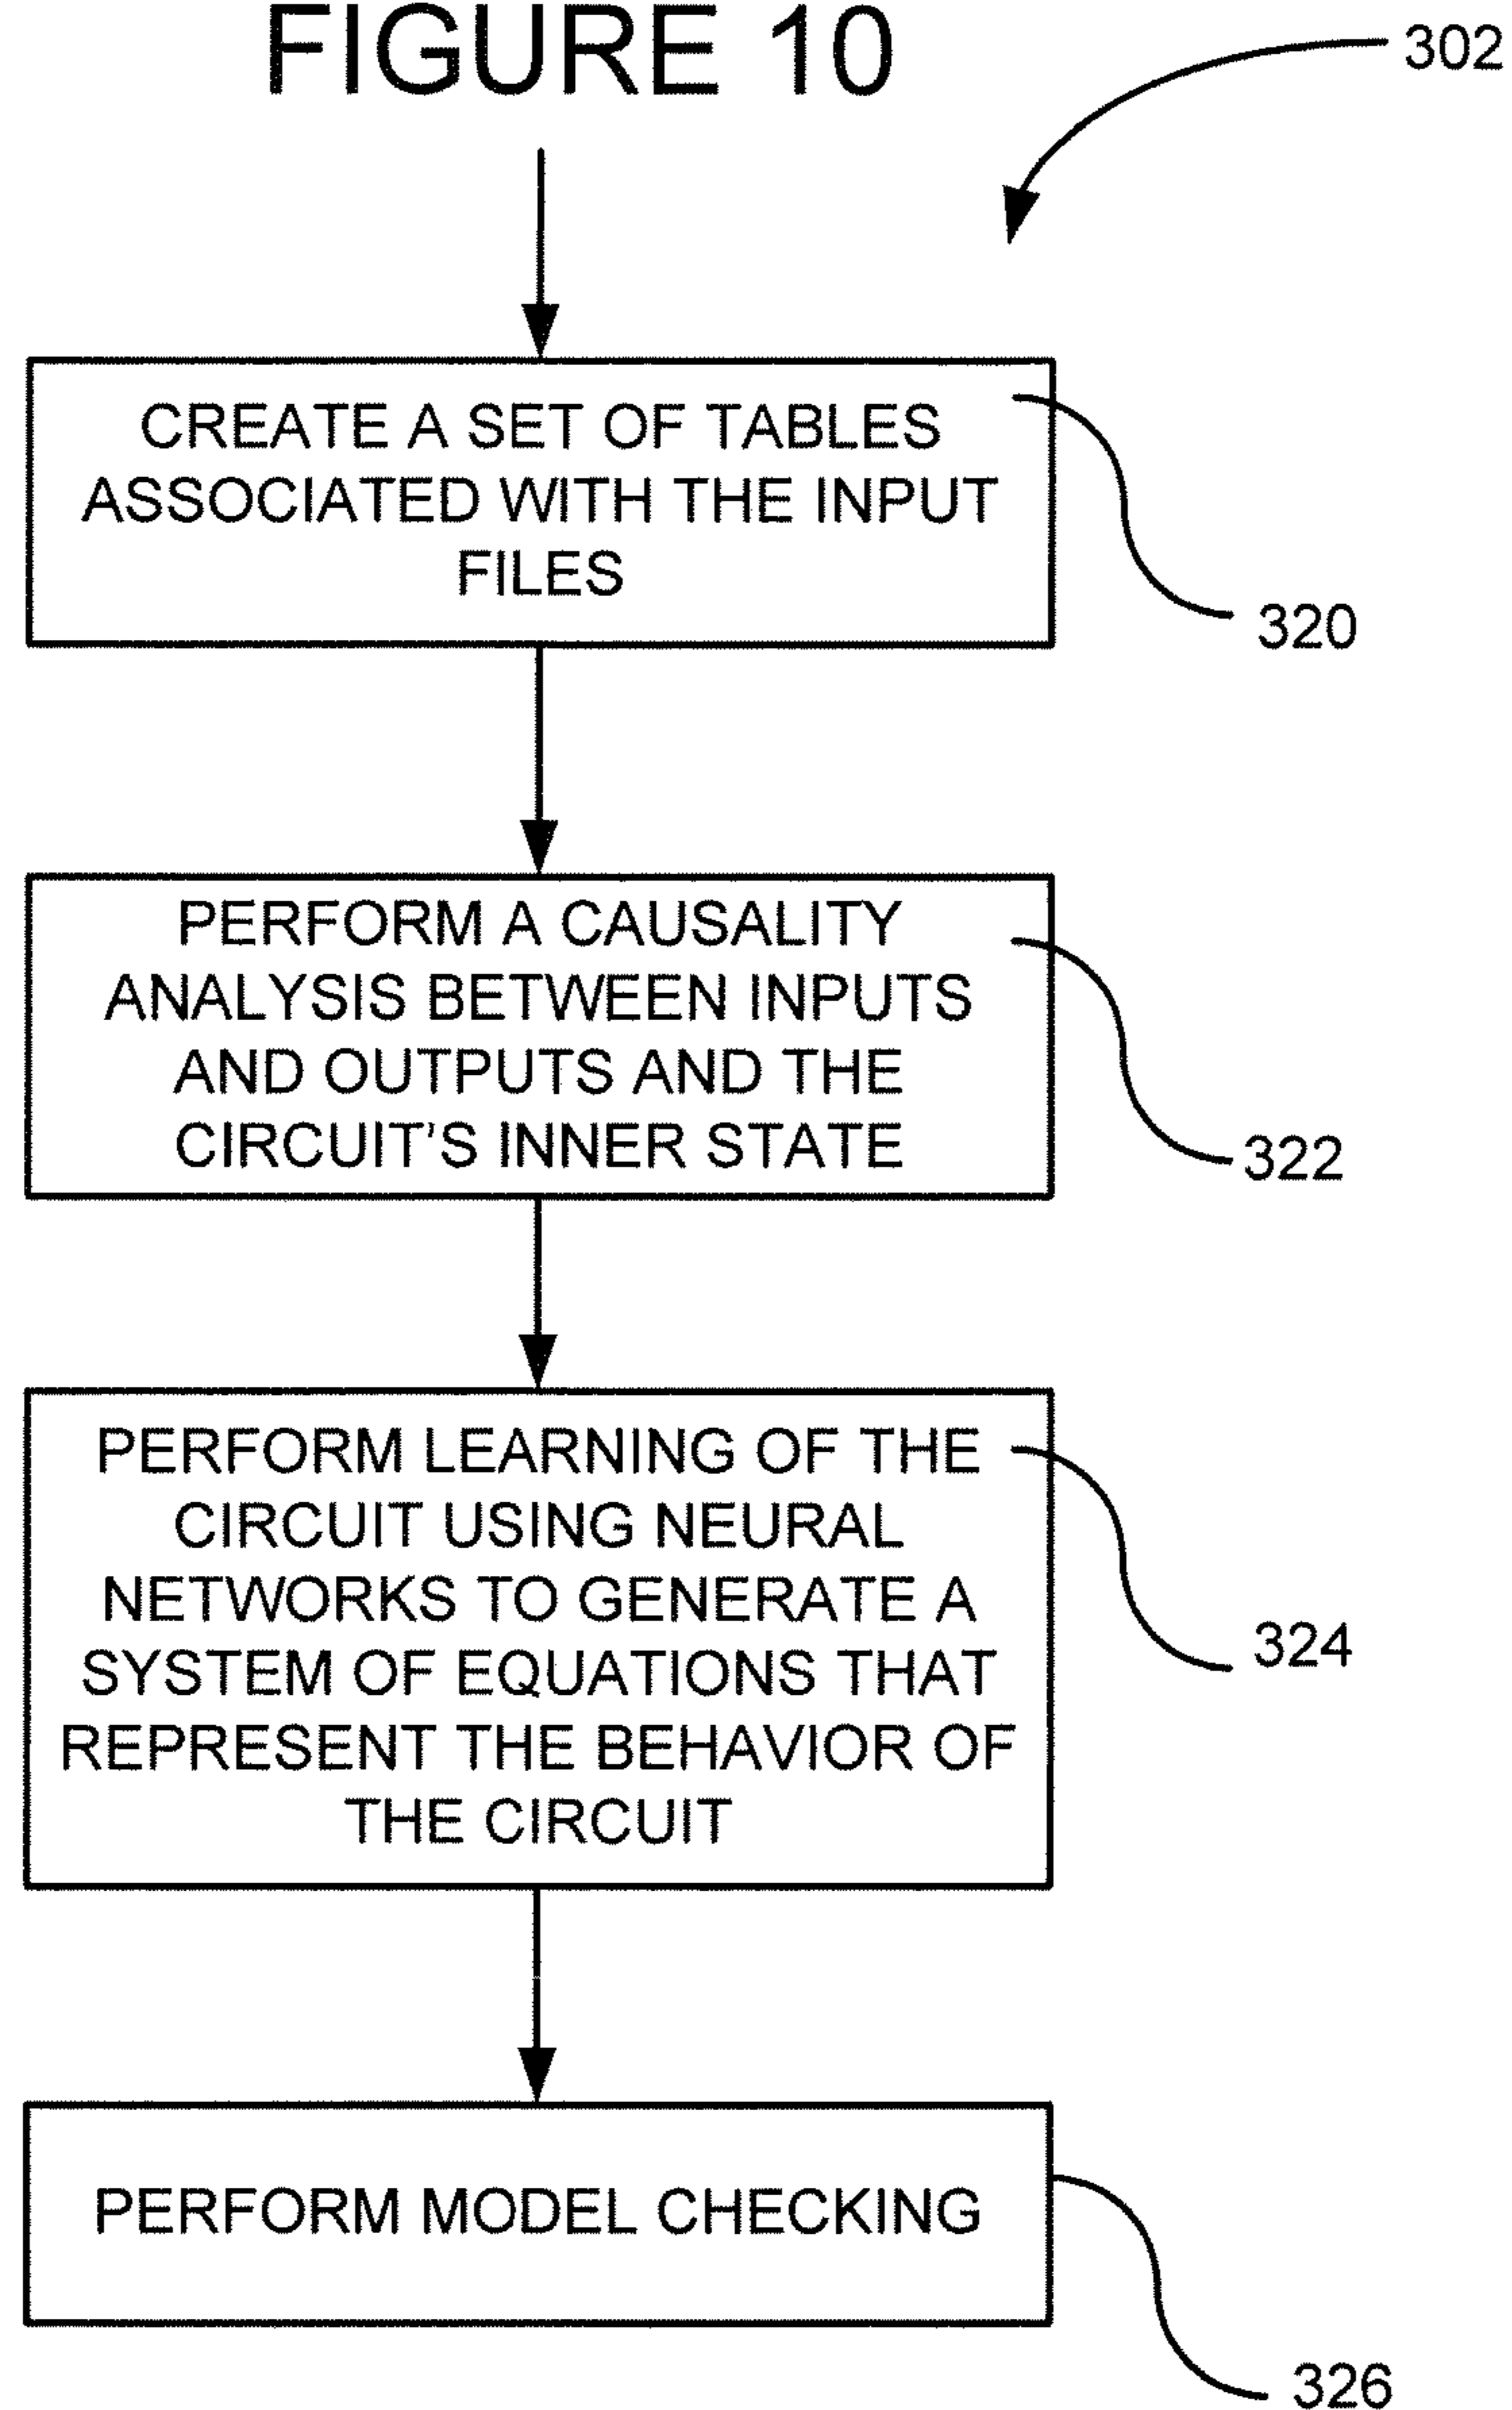 FIGURE 10
302
CREATE A SET OF TABLES
ASSOCIATED WITH THE INPUT
FILES
320
PERFORM A CAUSALITY
ANALYSIS BETWEEN INPUTS
AND OUTPUTS AND THE
CIRCUIT'S INNER STATE
322
PERFORM LEARNING OF THE
CIRCUIT USING NEURAL
NETWORKS TO GENERATE A
SYSTEM OF EQUATIONS THAT
REPRESENT THE BEHAVIOR OF
THE CIRCUIT
324
PERFORM MODEL CHECKING
326